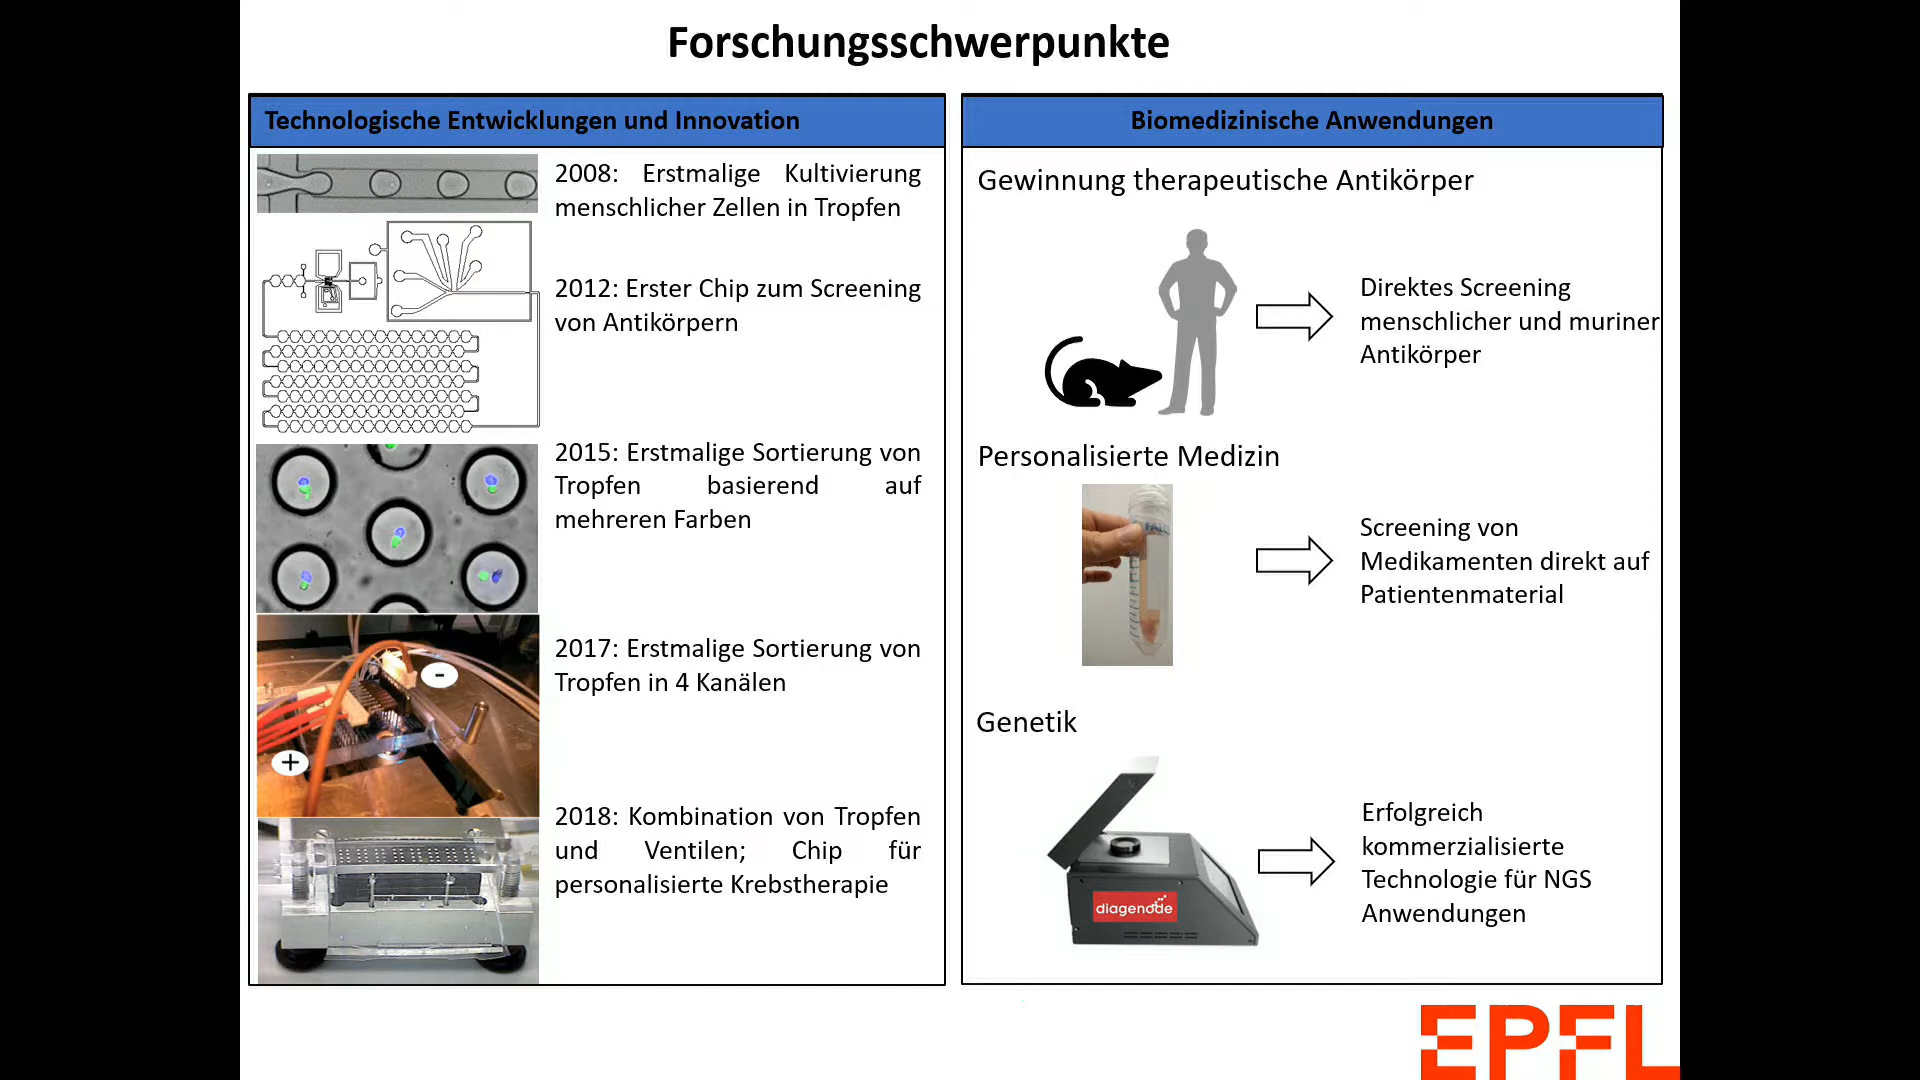 Forschungsschwerpunkte
Technologische Entwicklungen und Innovation
2008: Erstmalige Kultivierung
menschlicher Zellen in Tropfen
2012: Erster Chip zum Screening
von Antikörpern
2015: Erstmalige Sortierung von
Tropfen basierend auf
mehreren Farben
2017: Erstmalige Sortierung von
Tropfen in 4 Kanälen
-
+
2018: Kombination von Tropfen
und Ventilen; Chip für
personalisierte Krebstherapie
Biomedizinische Anwendungen
Gewinnung therapeutische Antikörper
Direktes Screening
menschlicher und muriner
Antikörper
Personalisierte Medizin
Screening von
Medikamenten direkt auf
Patientenmaterial
Genetik
diagenode
Erfolgreich
kommerzialisierte
Technologie für NGS
Anwendungen
EPFL